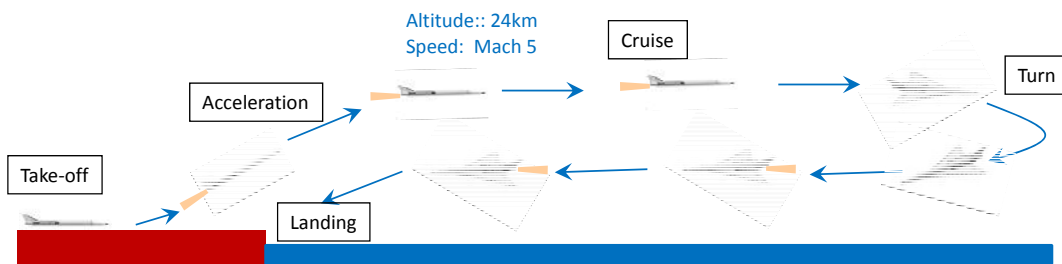 Altitude:: 24km
Speed: Mach 5
Cruise
Turn
Acceleration
Take-off
Landing